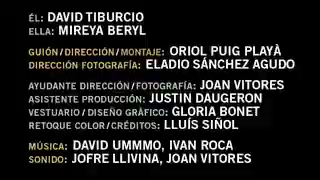 ÉL: DAVID TIBURCIO
ELLA: MIREYA BERYL
GUIÓN/DIRECCIÓN/MONTAJE: ORIOL PUIG PLAYÀ
DIRECCIÓN FOTOGRAFÍA: ELADIO SÁNCHEZ AGUDO
AYUDANTE DIRECCIÓN/FOTOGRAFÍA: JOAN VITORES
ASISTENTE PRODUCCIÓN: JUSTIN DAUGERON
VESTUARIO/DISEÑO GRÀFICO: GLORIA BONET
RETOQUE COLOR/CRÉDITOS: LLUÍS SIÑOL
MÚSICA: DAVID UMMMO, IVAN ROCA
SONIDO: JOFRE LLIVINA, JOAN VITORES